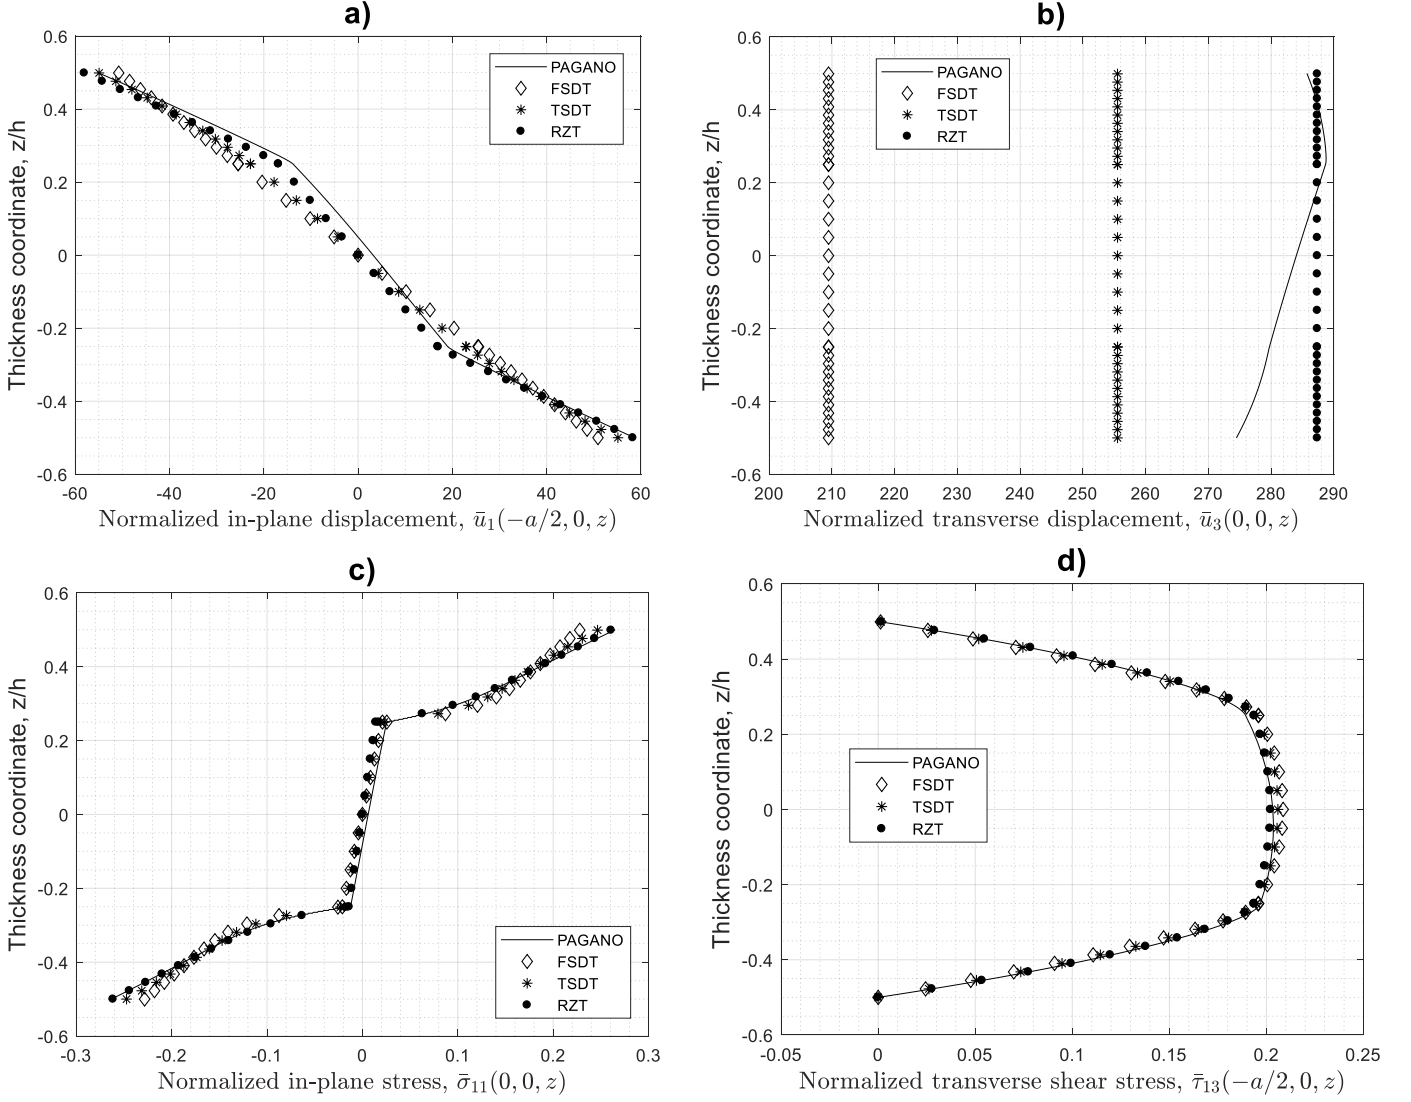 a)
0.6
0.4
0.2
0
-0.2
-0.4
-0.6
Thickness coordinate, z/h
PAGANO
FSDT
TSDT
RZT
-60
-40
-20
0
20
40
60
Normalized in-plane displacement, ū₁(−a/2, 0, z)
b)
0.6
0.4
0.2
0
-0.2
-0.4
-0.6
Thickness coordinate, z/h
PAGANO
FSDT
TSDT
RZT
200
210
220
230
240
250
260
270
280
290
Normalized transverse displacement, ū₃(0, 0, z)
c)
0.6
0.4
0.2
0
-0.2
-0.4
-0.6
Thickness coordinate, z/h
PAGANO
FSDT
TSDT
RZT
-0.3
-0.2
-0.1
0
0.1
0.2
0.3
Normalized in-plane stress, σ̄₁₁(0, 0, z)
d)
0.6
0.4
0.2
0
-0.2
-0.4
-0.6
Thickness coordinate, z/h
PAGANO
FSDT
TSDT
RZT
-0.05
0
0.05
0.1
0.15
0.2
0.25
Normalized transverse shear stress, τ̄₁₃(−a/2, 0, z)